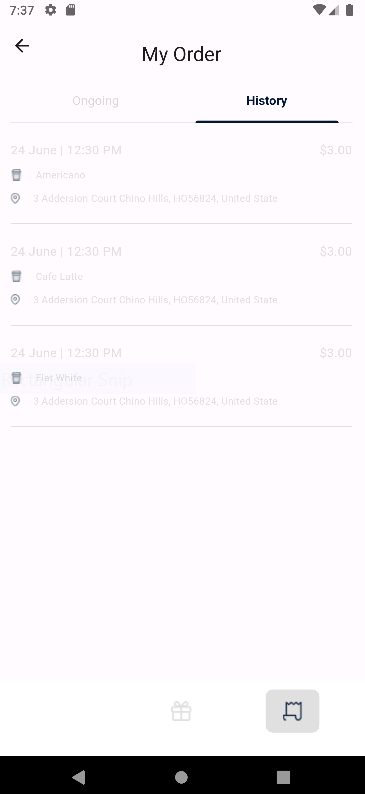 7:37
My Order
Ongoing
History
24 June | 12:30 PM
$3.00
Americano
3 Addersion Court Chino Hills, HO56824, United State
24 June | 12:30 PM
$3.00
Cafe Latte
3 Addersion Court Chino Hills, HO56824, United State
24 June | 12:30 PM
$3.00
Flat White
Rectangular Snip
3 Addersion Court Chino Hills, HO56824, United State